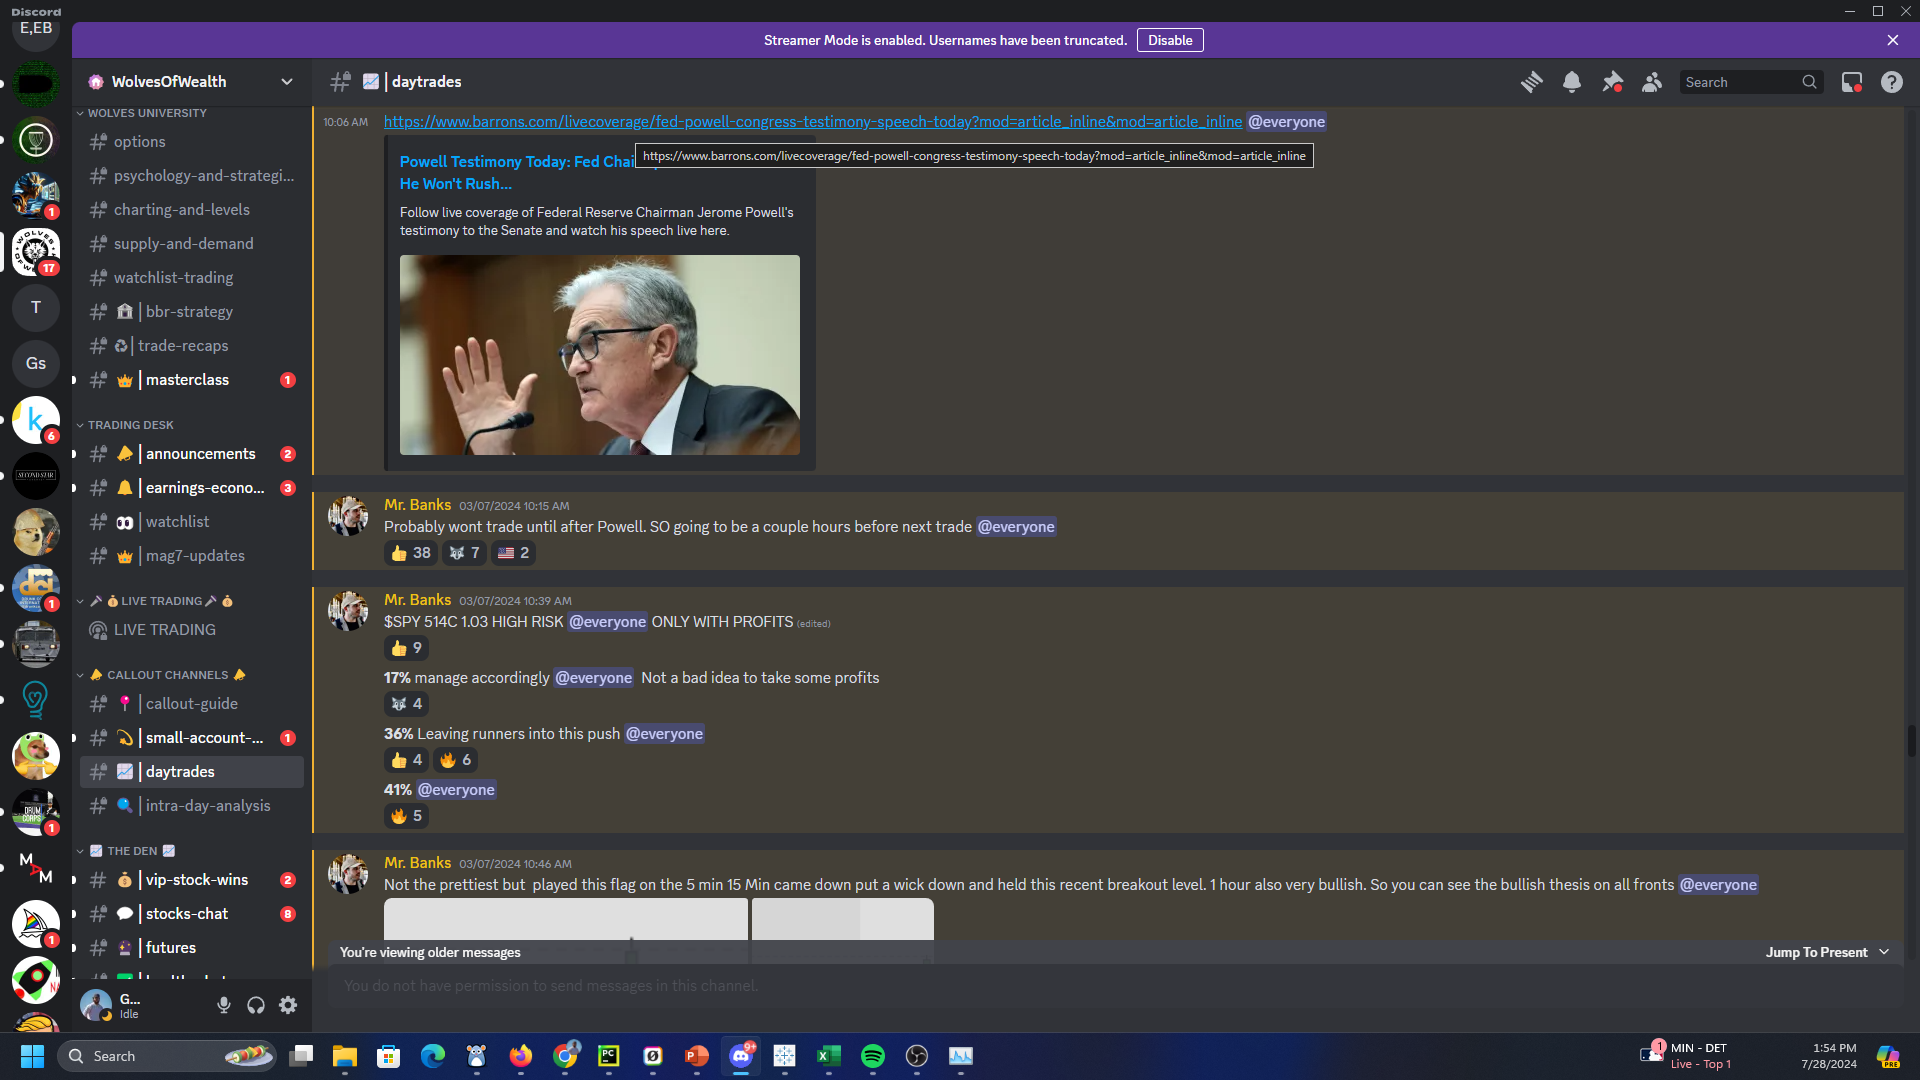 Discord
E,EB
Streamer Mode is enabled. Usernames have been truncated. Disable
WolvesOfWealth
| daytrades
Search
WOLVES UNIVERSITY
options
psychology-and-strategi...
charting-and-levels
supply-and-demand
watchlist-trading
| bbr-strategy
| trade-recaps
| masterclass 1
TRADING DESK
| announcements 2
| earnings-econo... 3
| watchlist
| mag7-updates
LIVE TRADING
LIVE TRADING
CALLOUT CHANNELS
| callout-guide
| small-account-... 1
| daytrades
| intra-day-analysis
THE DEN
| vip-stock-wins 2
| stocks-chat 8
| futures
1
17
T
Gs
k
6
SECOND STAR
dci
1
DRUM CORPS
1
MAM
1
G...
Idle
10:06 AM https://www.barrons.com/livecoverage/fed-powell-congress-testimony-speech-today?mod=article_inline&mod=article_inline @everyone
https://www.barrons.com/livecoverage/fed-powell-congress-testimony-speech-today?mod=article_inline&mod=article_inline
Powell Testimony Today: Fed Chai
He Won't Rush...
Follow live coverage of Federal Reserve Chairman Jerome Powell's
testimony to the Senate and watch his speech live here.
Mr. Banks 03/07/2024 10:15 AM
Probably wont trade until after Powell. SO going to be a couple hours before next trade @everyone
38 7 2
Mr. Banks 03/07/2024 10:39 AM
$SPY 514C 1.03 HIGH RISK @everyone ONLY WITH PROFITS (edited)
9
17% manage accordingly @everyone Not a bad idea to take some profits
4
36% Leaving runners into this push @everyone
4 6
41% @everyone
5
Mr. Banks 03/07/2024 10:46 AM
Not the prettiest but played this flag on the 5 min 15 Min came down put a wick down and held this recent breakout level. 1 hour also very bullish. So you can see the bullish thesis on all fronts @everyone
You're viewing older messages Jump To Present
You do not have permission to send messages in this channel.
Search
PC
9+
1
MIN - DET
Live - Top 1
1:54 PM
7/28/2024
PRE